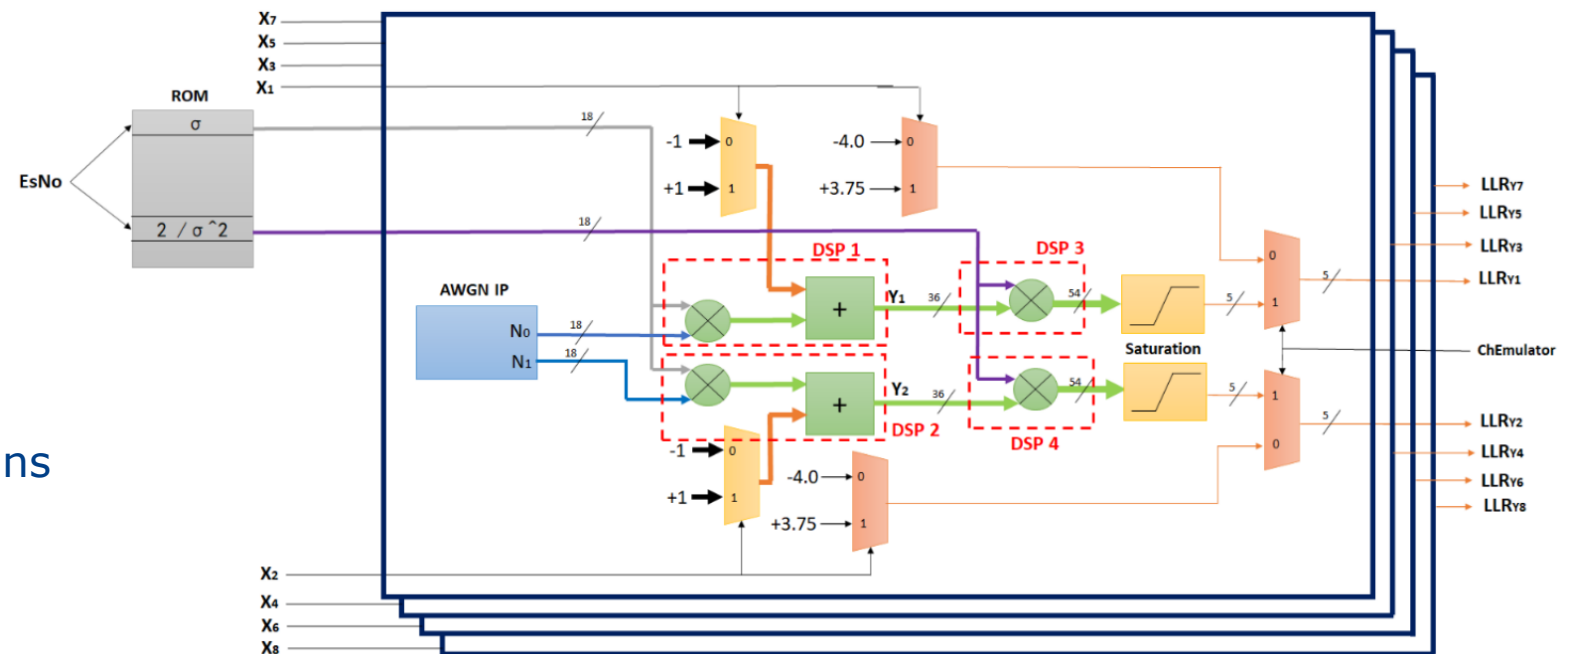 X7
X5
X3
X1
ROM
σ
18
-1
0
-4.0
0
EsNo
+1
1
+3.75
1
LLRY7
LLRY5
2 / σ ^2
18
DSP 1
DSP 3
LLRY3
0
AWGN IP
Y1
36
54
5
5
LLRY1
1
+
N0
18
N1
18
Saturation
ChEmulator
Y2
36
54
5
1
5
LLRY2
+
DSP 2
DSP 4
0
LLRY4
ns
-1
0
-4.0
0
LLRY6
+1
1
+3.75
1
LLRY8
X2
X4
X6
X8